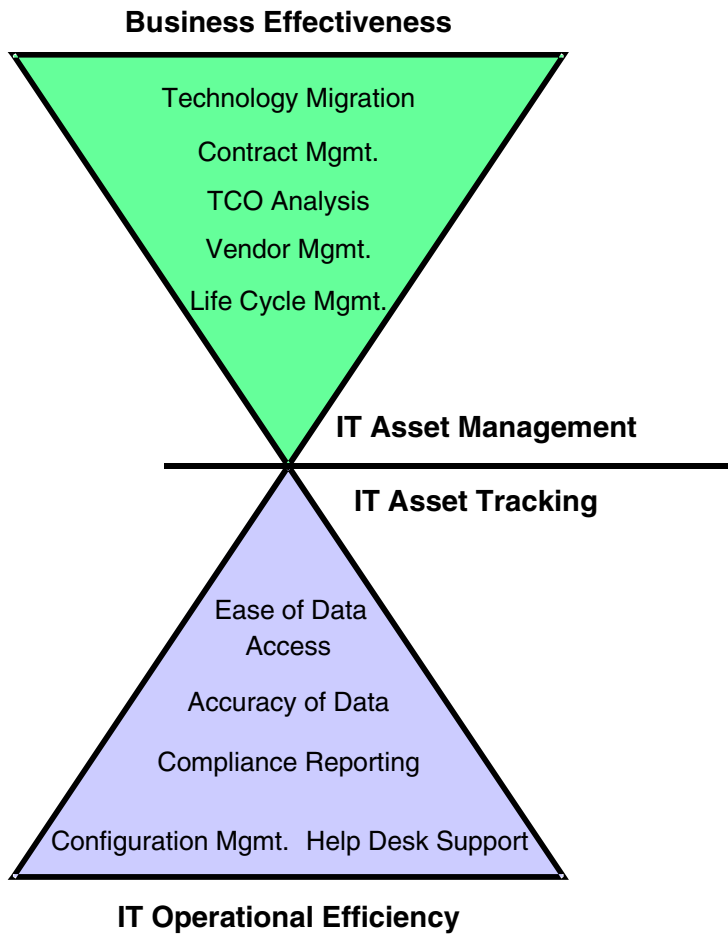 Business Effectiveness
Technology Migration
Contract Mgmt.
TCO Analysis
Vendor Mgmt.
Life Cycle Mgmt.
IT Asset Management
IT Asset Tracking
Ease of Data
Access
Accuracy of Data
Compliance Reporting
Configuration Mgmt. Help Desk Support
IT Operational Efficiency